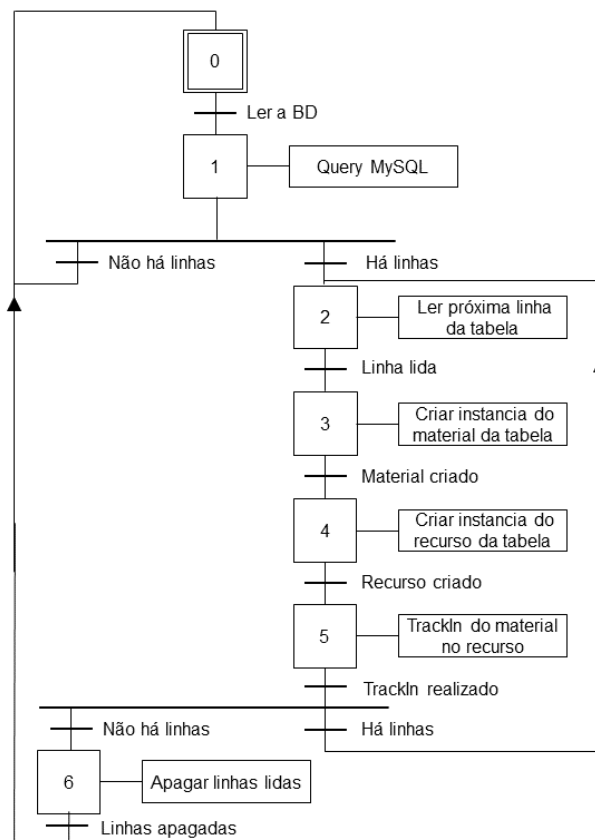 0
Ler a BD
1
Query MySQL
Não há linhas
Há linhas
2
Ler próxima linha
da tabela
Linha lida
3
Criar instancia do
material da tabela
Material criado
4
Criar instancia do
recurso da tabela
Recurso criado
5
TrackIn do material
no recurso
TrackIn realizado
Não há linhas
Há linhas
6
Apagar linhas lidas
Linhas apagadas